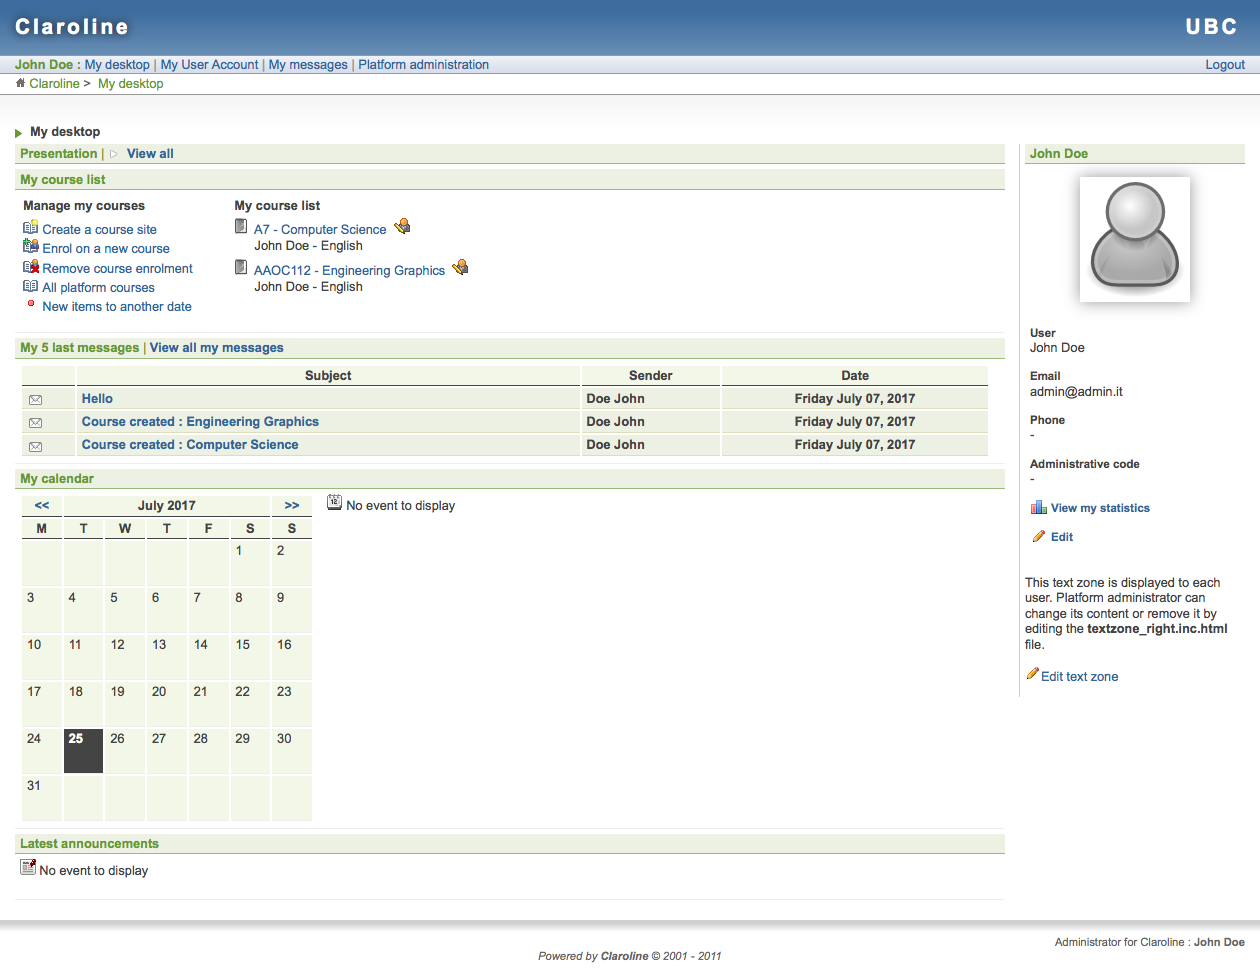 Claroline UBC
John Doe : My desktop | My User Account | My messages | Platform administration Logout
Claroline > My desktop
My desktop
Presentation | View all
My course list
Manage my courses
Create a course site
Enrol on a new course
Remove course enrolment
All platform courses
New items to another date
My course list
A7 - Computer Science
John Doe - English
AAOC112 - Engineering Graphics
John Doe - English
My 5 last messages | View all my messages
Subject Sender Date
Hello Doe John Friday July 07, 2017
Course created : Engineering Graphics Doe John Friday July 07, 2017
Course created : Computer Science Doe John Friday July 07, 2017
My calendar
<< July 2017 >>
M T W T F S S
1 2
3 4 5 6 7 8 9
10 11 12 13 14 15 16
17 18 19 20 21 22 23
24 25 26 27 28 29 30
31
12 No event to display
Latest announcements
No event to display
John Doe
User
John Doe
Email
admin@admin.it
Phone
-
Administrative code
-
View my statistics
Edit
This text zone is displayed to each
user. Platform administrator can
change its content or remove it by
editing the textzone_right.inc.html
file.
Edit text zone
Administrator for Claroline : John Doe
Powered by Claroline © 2001 - 2011